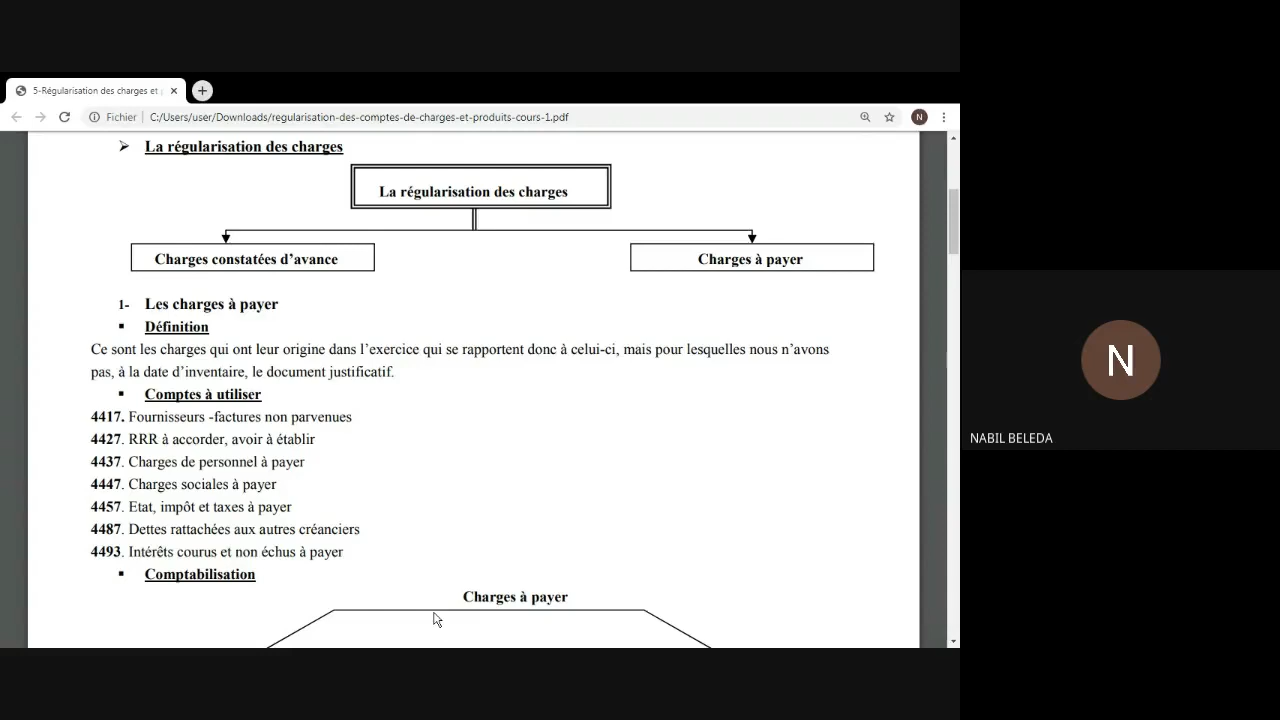 5-Régularisation des charges et p
Fichier
C:/Users/user/Downloads/regularisation-des-comptes-de-charges-et-produits-cours-1.pdf
N
La régularisation des charges
La régularisation des charges
Charges constatées d’avance
Charges à payer
1- Les charges à payer
Définition
Ce sont les charges qui ont leur origine dans l’exercice qui se rapportent donc à celui-ci, mais pour lesquelles nous n’avons
pas, à la date d’inventaire, le document justificatif.
Comptes à utiliser
4417. Fournisseurs -factures non parvenues
4427. RRR à accorder, avoir à établir
4437. Charges de personnel à payer
4447. Charges sociales à payer
4457. Etat, impôt et taxes à payer
4487. Dettes rattachées aux autres créanciers
4493. Intérêts courus et non échus à payer
Comptabilisation
Charges à payer
N
NABIL BELEDA